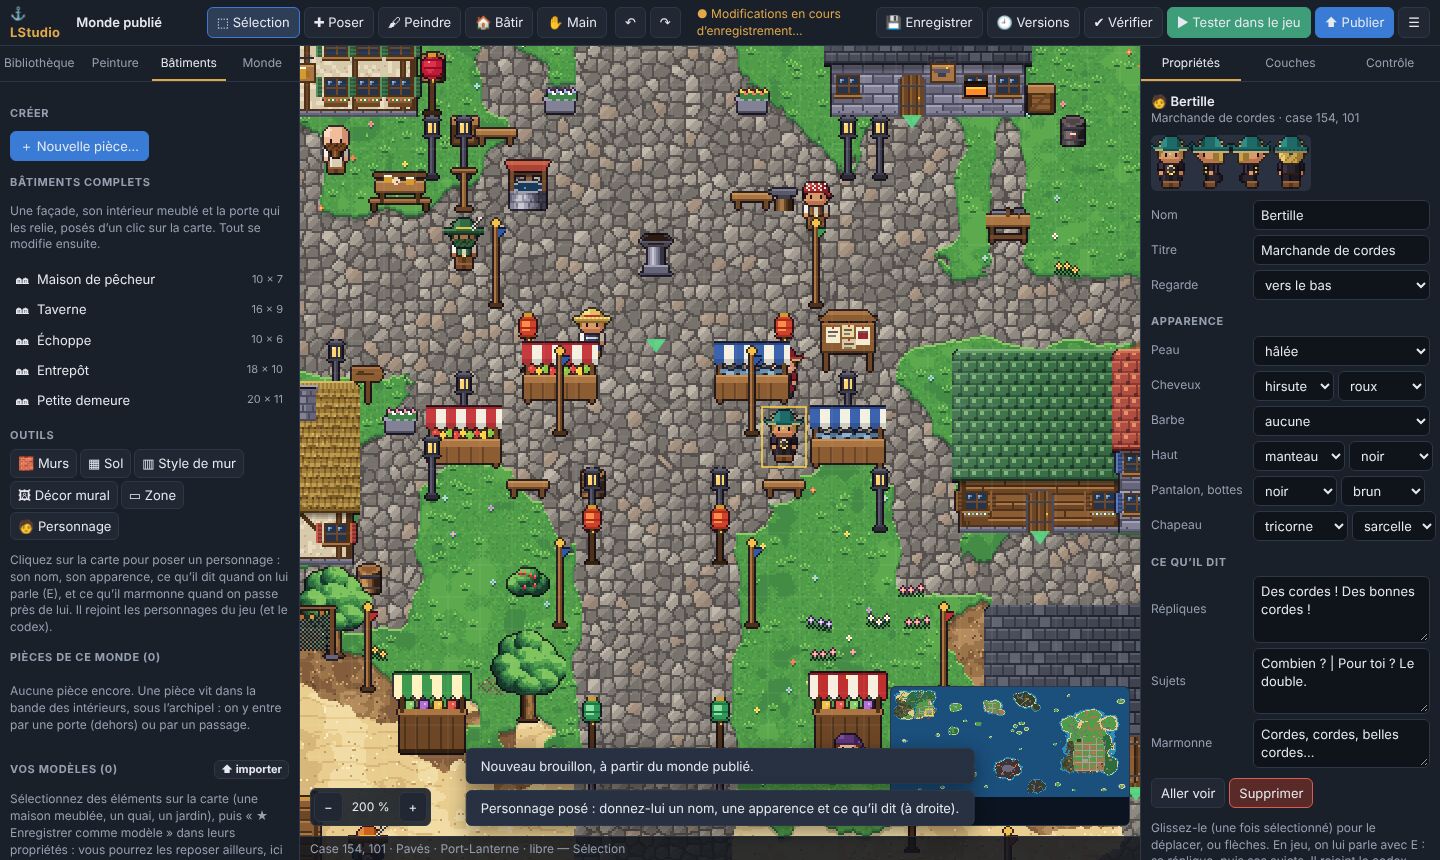 ⚓ LStudio
Monde publié
Sélection
Poser
Peindre
Bâtir
Main
Modifications en cours
d'enregistrement…
Enregistrer
Versions
Vérifier
Tester dans le jeu
Publier
Bibliothèque
Peinture
Bâtiments
Monde
CRÉER
+ Nouvelle pièce…
BÂTIMENTS COMPLETS
Une façade, son intérieur meublé et la porte qui
les relie, posés d'un clic sur la carte. Tout se
modifie ensuite.
Maison de pêcheur 10 × 7
Taverne 16 × 9
Échoppe 10 × 6
Entrepôt 18 × 10
Petite demeure 20 × 11
OUTILS
Murs
Sol
Style de mur
Décor mural
Zone
Personnage
Cliquez sur la carte pour poser un personnage :
son nom, son apparence, ce qu'il dit quand on lui
parle (E), et ce qu'il marmonne quand on passe
près de lui. Il rejoint les personnages du jeu (et le
codex).
PIÈCES DE CE MONDE (0)
Aucune pièce encore. Une pièce vit dans la
bande des intérieurs, sous l'archipel : on y entre
par une porte (dehors) ou par un passage.
VOS MODÈLES (0)
importer
Sélectionnez des éléments sur la carte (une
maison meublée, un quai, un jardin), puis « ★
Enregistrer comme modèle » dans leurs
propriétés : vous pourrez les reposer ailleurs, ici
− 200 % +
Nouveau brouillon, à partir du monde publié.
Personnage posé : donnez-lui un nom, une apparence et ce qu'il dit (à droite).
Case 154, 101 · Pavés · Port-Lanterne · libre — Sélection
Propriétés
Couches
Contrôle
Bertille
Marchande de cordes · case 154, 101
Nom Bertille
Titre Marchande de cordes
Regarde vers le bas
APPARENCE
Peau hâlée
Cheveux hirsute roux
Barbe aucune
Haut manteau noir
Pantalon, bottes noir brun
Chapeau tricorne sarcelle
CE QU'IL DIT
Répliques
Des cordes ! Des bonnes
cordes !
Sujets
Combien ? | Pour toi ? Le
double.
Marmonne
Cordes, cordes, belles
cordes…
Aller voir
Supprimer
Glissez-le (une fois sélectionné) pour le
déplacer, ou flèches. En jeu, on lui parle avec E :